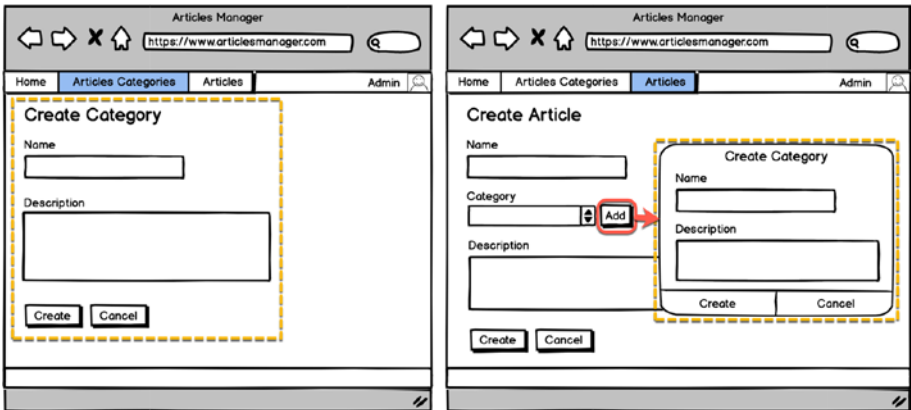 Articles Manager
https://www.articlesmanager.com
Home Articles Categories Articles Admin
Create Category
Name
Description
Create Cancel
Articles Manager
https://www.articlesmanager.com
Home Articles Categories Articles Admin
Create Article
Name
Category
Add
Description
Create Cancel
Create Category
Name
Description
Create Cancel